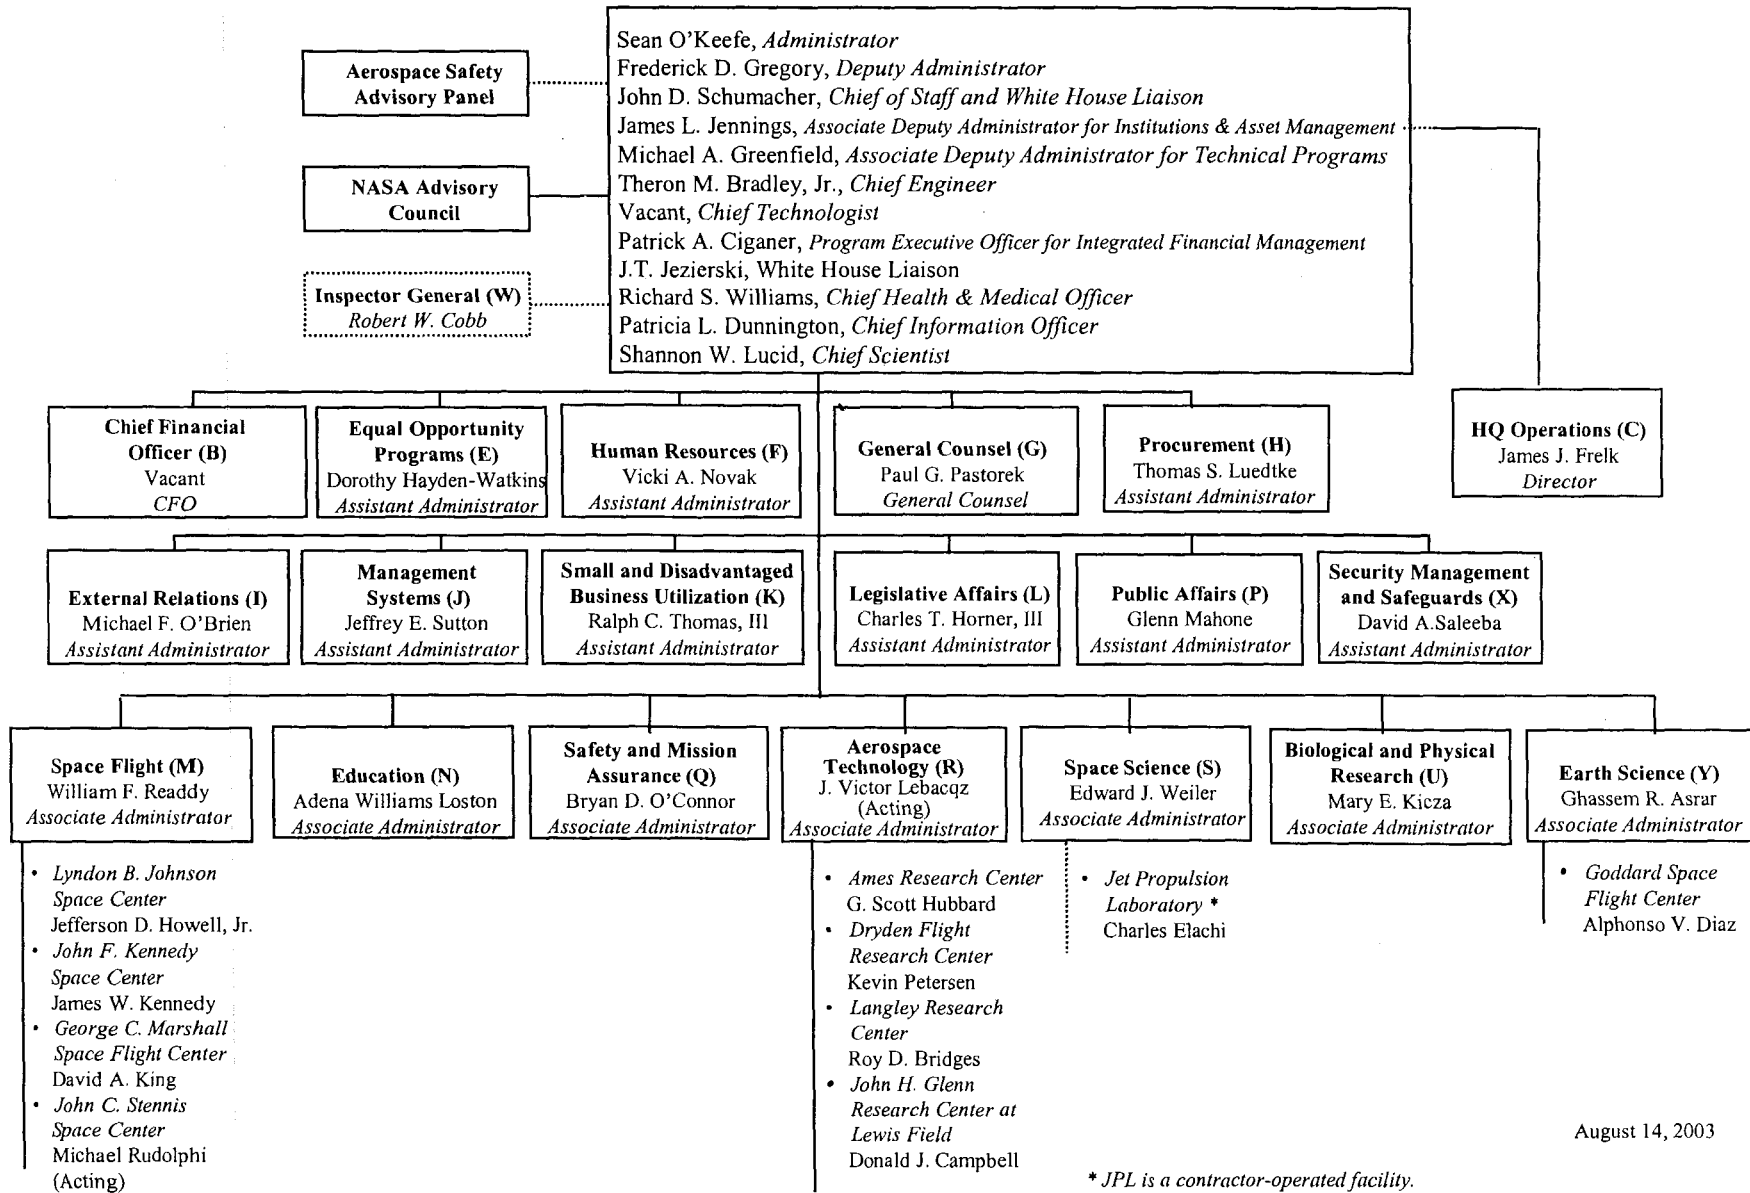 Aerospace Safety
Advisory Panel
NASA Advisory
Council
Inspector General (W)
Robert W. Cobb
Sean O'Keefe, Administrator
Frederick D. Gregory, Deputy Administrator
John D. Schumacher, Chief of Staff and White House Liaison
James L. Jennings, Associate Deputy Administrator for Institutions & Asset Management
Michael A. Greenfield, Associate Deputy Administrator for Technical Programs
Theron M. Bradley, Jr., Chief Engineer
Vacant, Chief Technologist
Patrick A. Ciganer, Program Executive Officer for Integrated Financial Management
J.T. Jezierski, White House Liaison
Richard S. Williams, Chief Health & Medical Officer
Patricia L. Dunnington, Chief Information Officer
Shannon W. Lucid, Chief Scientist
Chief Financial
Officer (B)
Vacant
CFO
Equal Opportunity
Programs (E)
Dorothy Hayden-Watkins
Assistant Administrator
Human Resources (F)
Vicki A. Novak
Assistant Administrator
General Counsel (G)
Paul G. Pastorek
General Counsel
Procurement (H)
Thomas S. Luedtke
Assistant Administrator
HQ Operations (C)
James J. Frelk
Director
External Relations (I)
Michael F. O'Brien
Assistant Administrator
Management
Systems (J)
Jeffrey E. Sutton
Assistant Administrator
Small and Disadvantaged
Business Utilization (K)
Ralph C. Thomas, III
Assistant Administrator
Legislative Affairs (L)
Charles T. Horner, III
Assistant Administrator
Public Affairs (P)
Glenn Mahone
Assistant Administrator
Security Management
and Safeguards (X)
David A.Saleeba
Assistant Administrator
Space Flight (M)
William F. Readdy
Associate Administrator
Education (N)
Adena Williams Loston
Associate Administrator
Safety and Mission
Assurance (Q)
Bryan D. O'Connor
Associate Administrator
Aerospace
Technology (R)
J. Victor Lebacqz
(Acting)
Associate Administrator
Space Science (S)
Edward J. Weiler
Associate Administrator
Biological and Physical
Research (U)
Mary E. Kicza
Associate Administrator
Earth Science (Y)
Ghassem R. Asrar
Associate Administrator
• Lyndon B. Johnson
Space Center
Jefferson D. Howell, Jr.
• John F. Kennedy
Space Center
James W. Kennedy
• George C. Marshall
Space Flight Center
David A. King
• John C. Stennis
Space Center
Michael Rudolphi
(Acting)
• Ames Research Center
G. Scott Hubbard
• Dryden Flight
Research Center
Kevin Petersen
• Langley Research
Center
Roy D. Bridges
• John H. Glenn
Research Center at
Lewis Field
Donald J. Campbell
• Jet Propulsion
Laboratory *
Charles Elachi
• Goddard Space
Flight Center
Alphonso V. Diaz
August 14, 2003
* JPL is a contractor-operated facility.